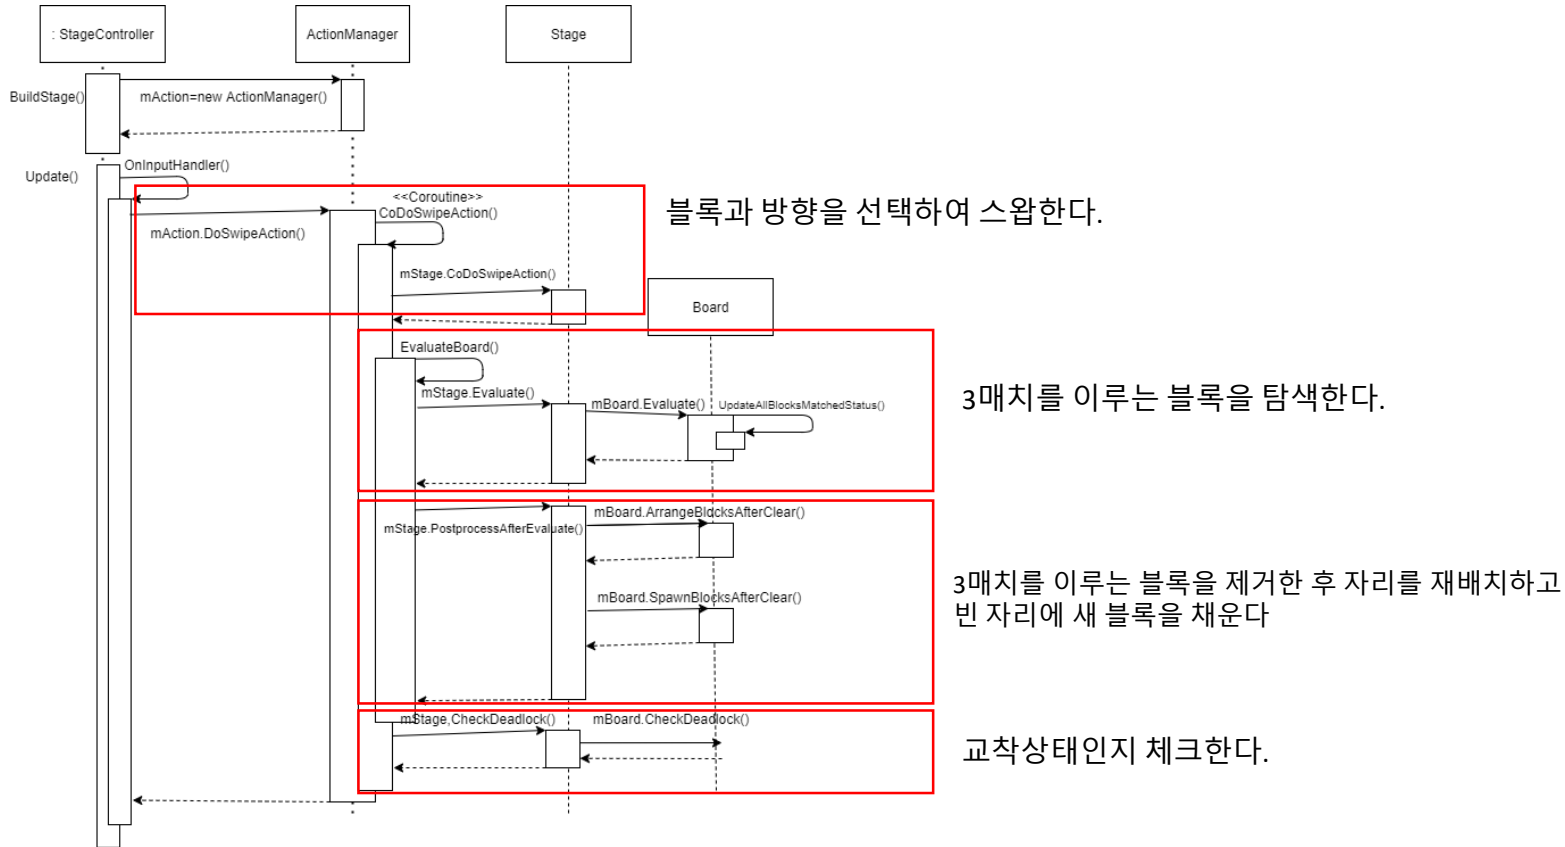 : StageController
ActionManager
Stage
BuildStage()
mAction=new ActionManager()
Update()
OnInputHandler()
<<Coroutine>>
CoDoSwipeAction()
mAction.DoSwipeAction()
블록과 방향을 선택하여 스왑한다.
mStage.CoDoSwipeAction()
Board
EvaluateBoard()
mStage.Evaluate()
mBoard.Evaluate()
UpdateAllBlocksMatchedStatus()
3매치를 이루는 블록을 탐색한다.
mStage.PostprocessAfterEvaluate()
mBoard.ArrangeBlocksAfterClear()
mBoard.SpawnBlocksAfterClear()
3매치를 이루는 블록을 제거한 후 자리를 재배치하고
빈 자리에 새 블록을 채운다
mStage,CheckDeadlock()
mBoard.CheckDeadlock()
교착상태인지 체크한다.